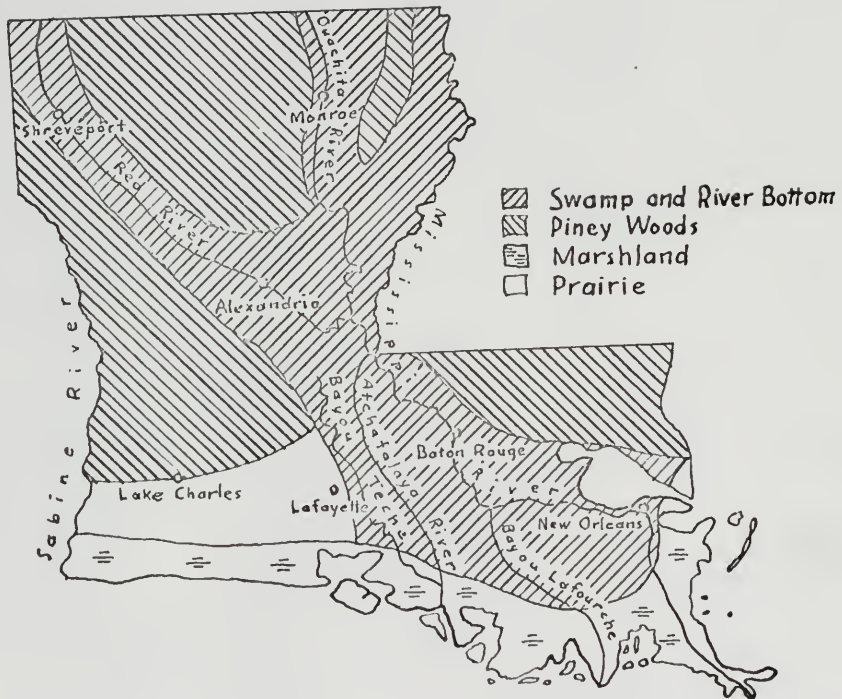 Ouachita River
Monroe
Shreveport
Red River
Mississippi
River
Swamp and River Bottom
Piney Woods
Marshland
Prairie
Alexandria
Sabine River
Bayou Teche
Atchafalaya River
Baton Rouge
Lake Charles
Lafayette
New Orleans
Bayou Lafourche